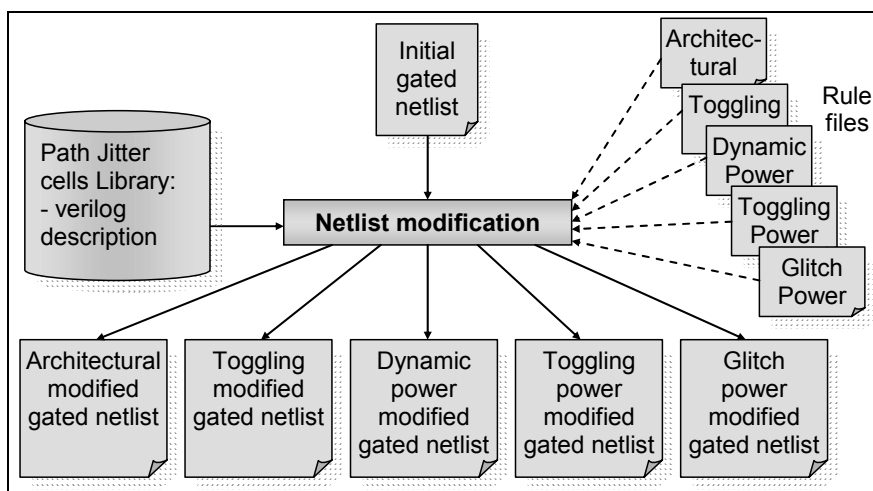 Initial
gated
netlist
Architec-
tural
Toggling
Dynamic
Power
Toggling
Power
Glitch
Power
Rule
files
Path Jitter
cells Library:
- verilog
description
Netlist modification
Architectural
modified
gated netlist
Toggling
modified
gated netlist
Dynamic
power
modified
gated netlist
Toggling
power
modified
gated netlist
Glitch
power
modified
gated netlist